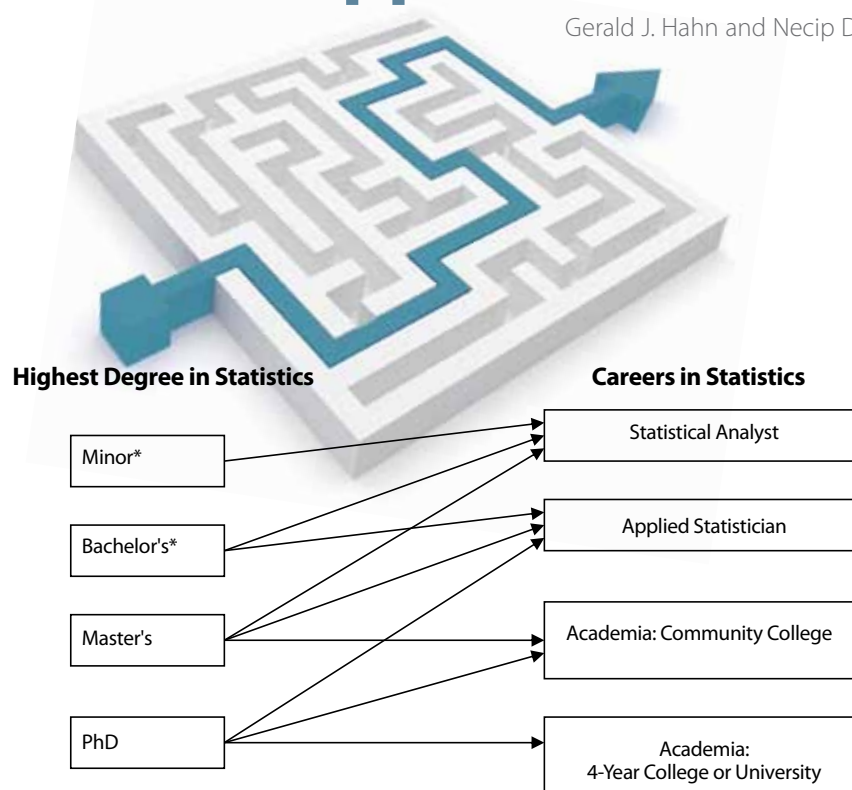 Gerald J. Hahn and Necip D
Highest Degree in Statistics
Careers in Statistics
Minor*
Bachelor's*
Master's
PhD
Statistical Analyst
Applied Statistician
Academia: Community College
Academia:
4-Year College or University